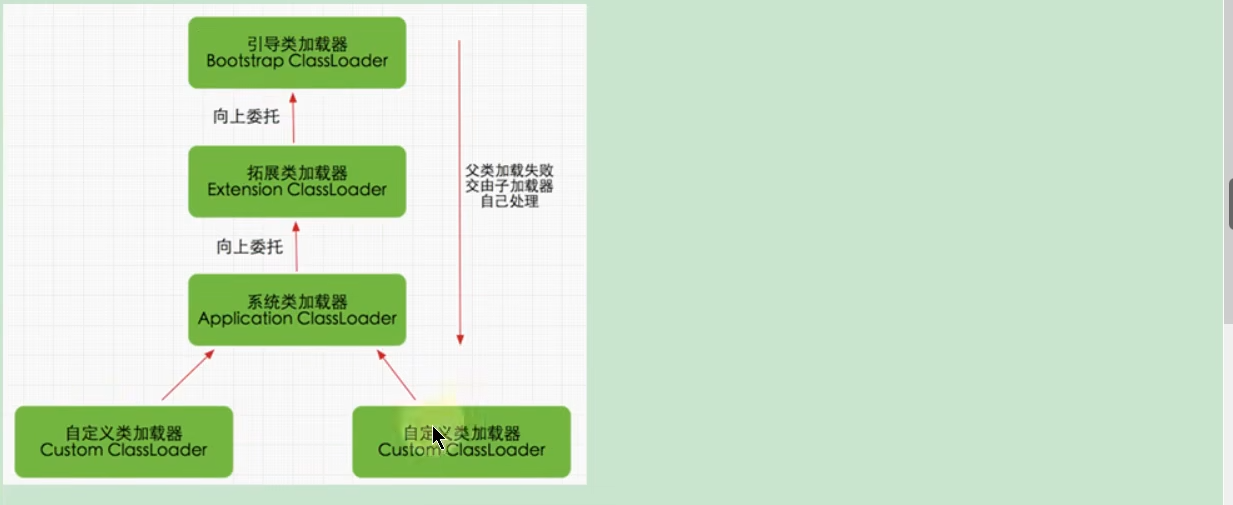 引导类加载器
Bootstrap ClassLoader
向上委托
拓展类加载器
Extension ClassLoader
父类加载失败
交由子加载器
自己处理
向上委托
系统类加载器
Application ClassLoader
自定义类加载器
Custom ClassLoader
自定义类加载器
Custom ClassLoader